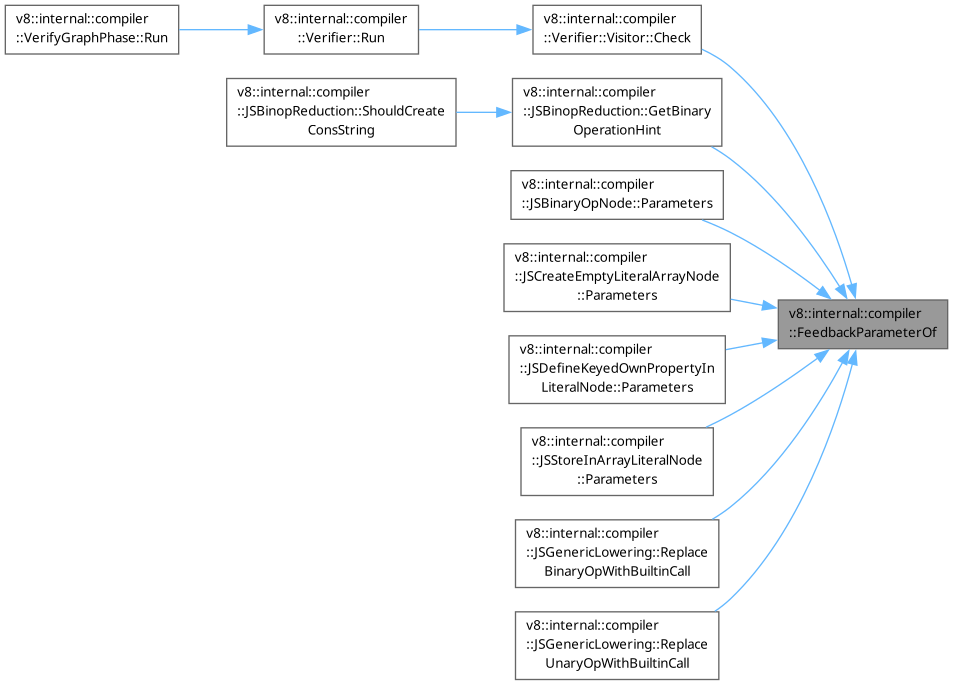 v8::internal::compiler
::VerifyGraphPhase::Run
v8::internal::compiler
::Verifier::Run
v8::internal::compiler
::Verifier::Visitor::Check
v8::internal::compiler
::JSBinopReduction::ShouldCreate
ConsString
v8::internal::compiler
::JSBinopReduction::GetBinary
OperationHint
v8::internal::compiler
::JSBinaryOpNode::Parameters
v8::internal::compiler
::JSCreateEmptyLiteralArrayNode
::Parameters
v8::internal::compiler
::FeedbackParameterOf
v8::internal::compiler
::JSDefineKeyedOwnPropertyIn
LiteralNode::Parameters
v8::internal::compiler
::JSStoreInArrayLiteralNode
::Parameters
v8::internal::compiler
::JSGenericLowering::Replace
BinaryOpWithBuiltinCall
v8::internal::compiler
::JSGenericLowering::Replace
UnaryOpWithBuiltinCall